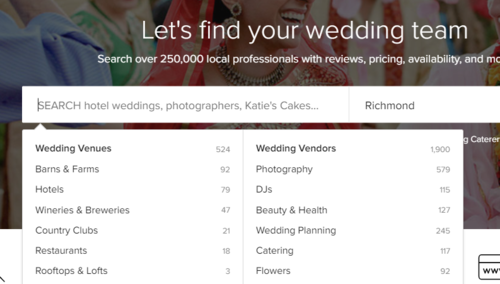 Let's find your wedding team
Search over 250,000 local professionals with reviews, pricing, availability, and mo
SEARCH hotel weddings, photographers, Katie's Cakes...
Richmond
g Caterer
Wedding Venues 524
Barns & Farms 92
Hotels 79
Wineries & Breweries 47
Country Clubs 21
Restaurants 18
Rooftops & Lofts 3
Wedding Vendors 1,900
Photography 579
DJs 115
Beauty & Health 127
Wedding Planning 245
Catering 117
Flowers 92
www